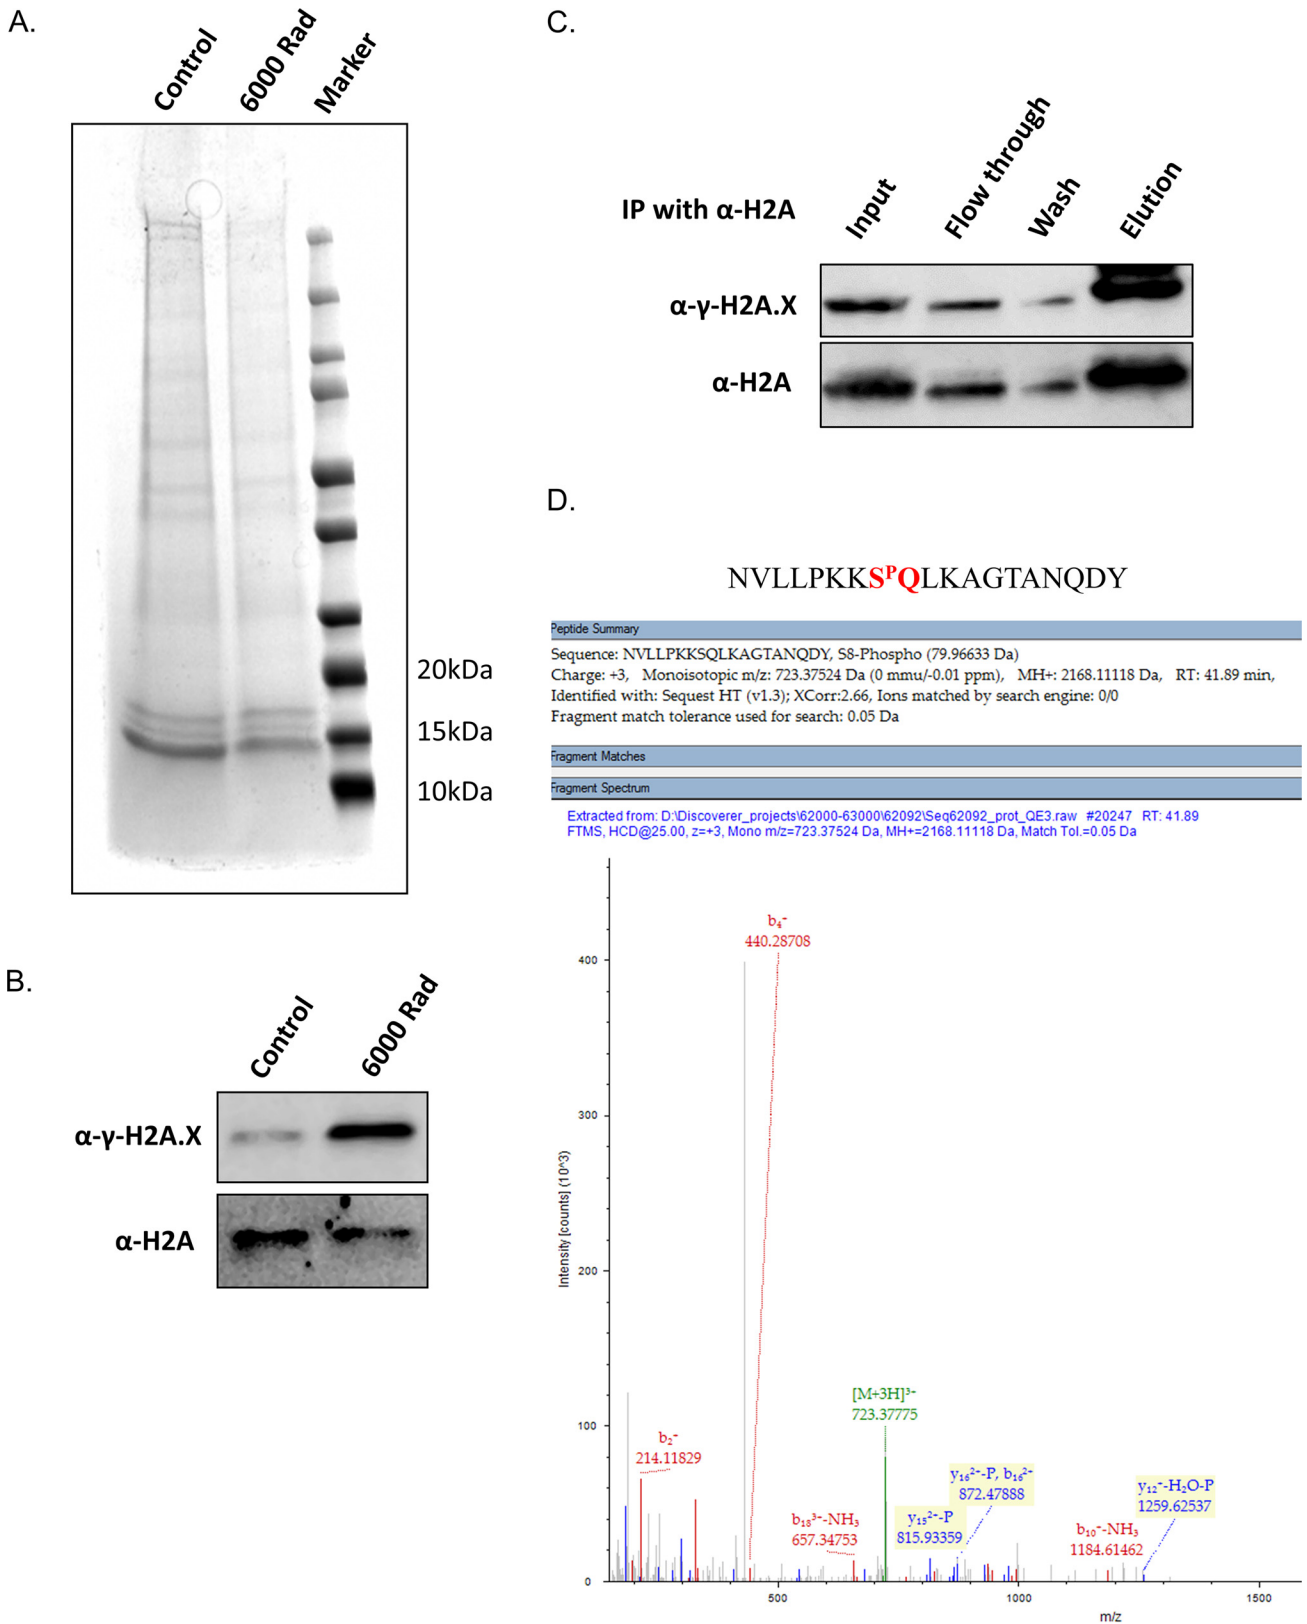 A.
Control
6000 Rad
Marker
20kDa
15kDa
10kDa
B.
Control
6000 Rad
α-γ-H2A.X
α-H2A
C.
IP with α-H2A
Input
Flow through
Wash
Elution
α-γ-H2A.X
α-H2A
D.
NVLLPKKSᴾQLKAGTANQDY
Peptide Summary
Sequence: NVLLPKKSQLKAGTANQDY, S8-Phospho (79.96633 Da)
Charge: +3, Monoisotopic m/z: 723.37524 Da (0 mmu/-0.01 ppm), MH+: 2168.11118 Da, RT: 41.89 min,
Identified with: Sequest HT (v1.3); XCorr:2.66, Ions matched by search engine: 0/0
Fragment match tolerance used for search: 0.05 Da
Fragment Matches
Fragment Spectrum
Extracted from: D:\Discoverer_projects\62000-63000\62092\Seq62092_prot_QE3.raw #20247 RT: 41.89
FTMS, HCD@25.00, z=+3, Mono m/z=723.37524 Da, MH+=2168.11118 Da, Match Tol.=0.05 Da
b₄⁻
440.28708
400
300
200
100
0
Intensity [counts] (10^3)
b₂⁻
214.11829
[M+3H]³⁻
723.37775
b₁₈³⁻-NH₃
657.34753
y₁₅²⁻-P
815.93359
y₁₆²⁻-P, b₁₆²⁻
872.47888
b₁₀⁻-NH₃
1184.61462
y₁₂⁻-H₂O-P
1259.62537
500
1000
1500
m/z